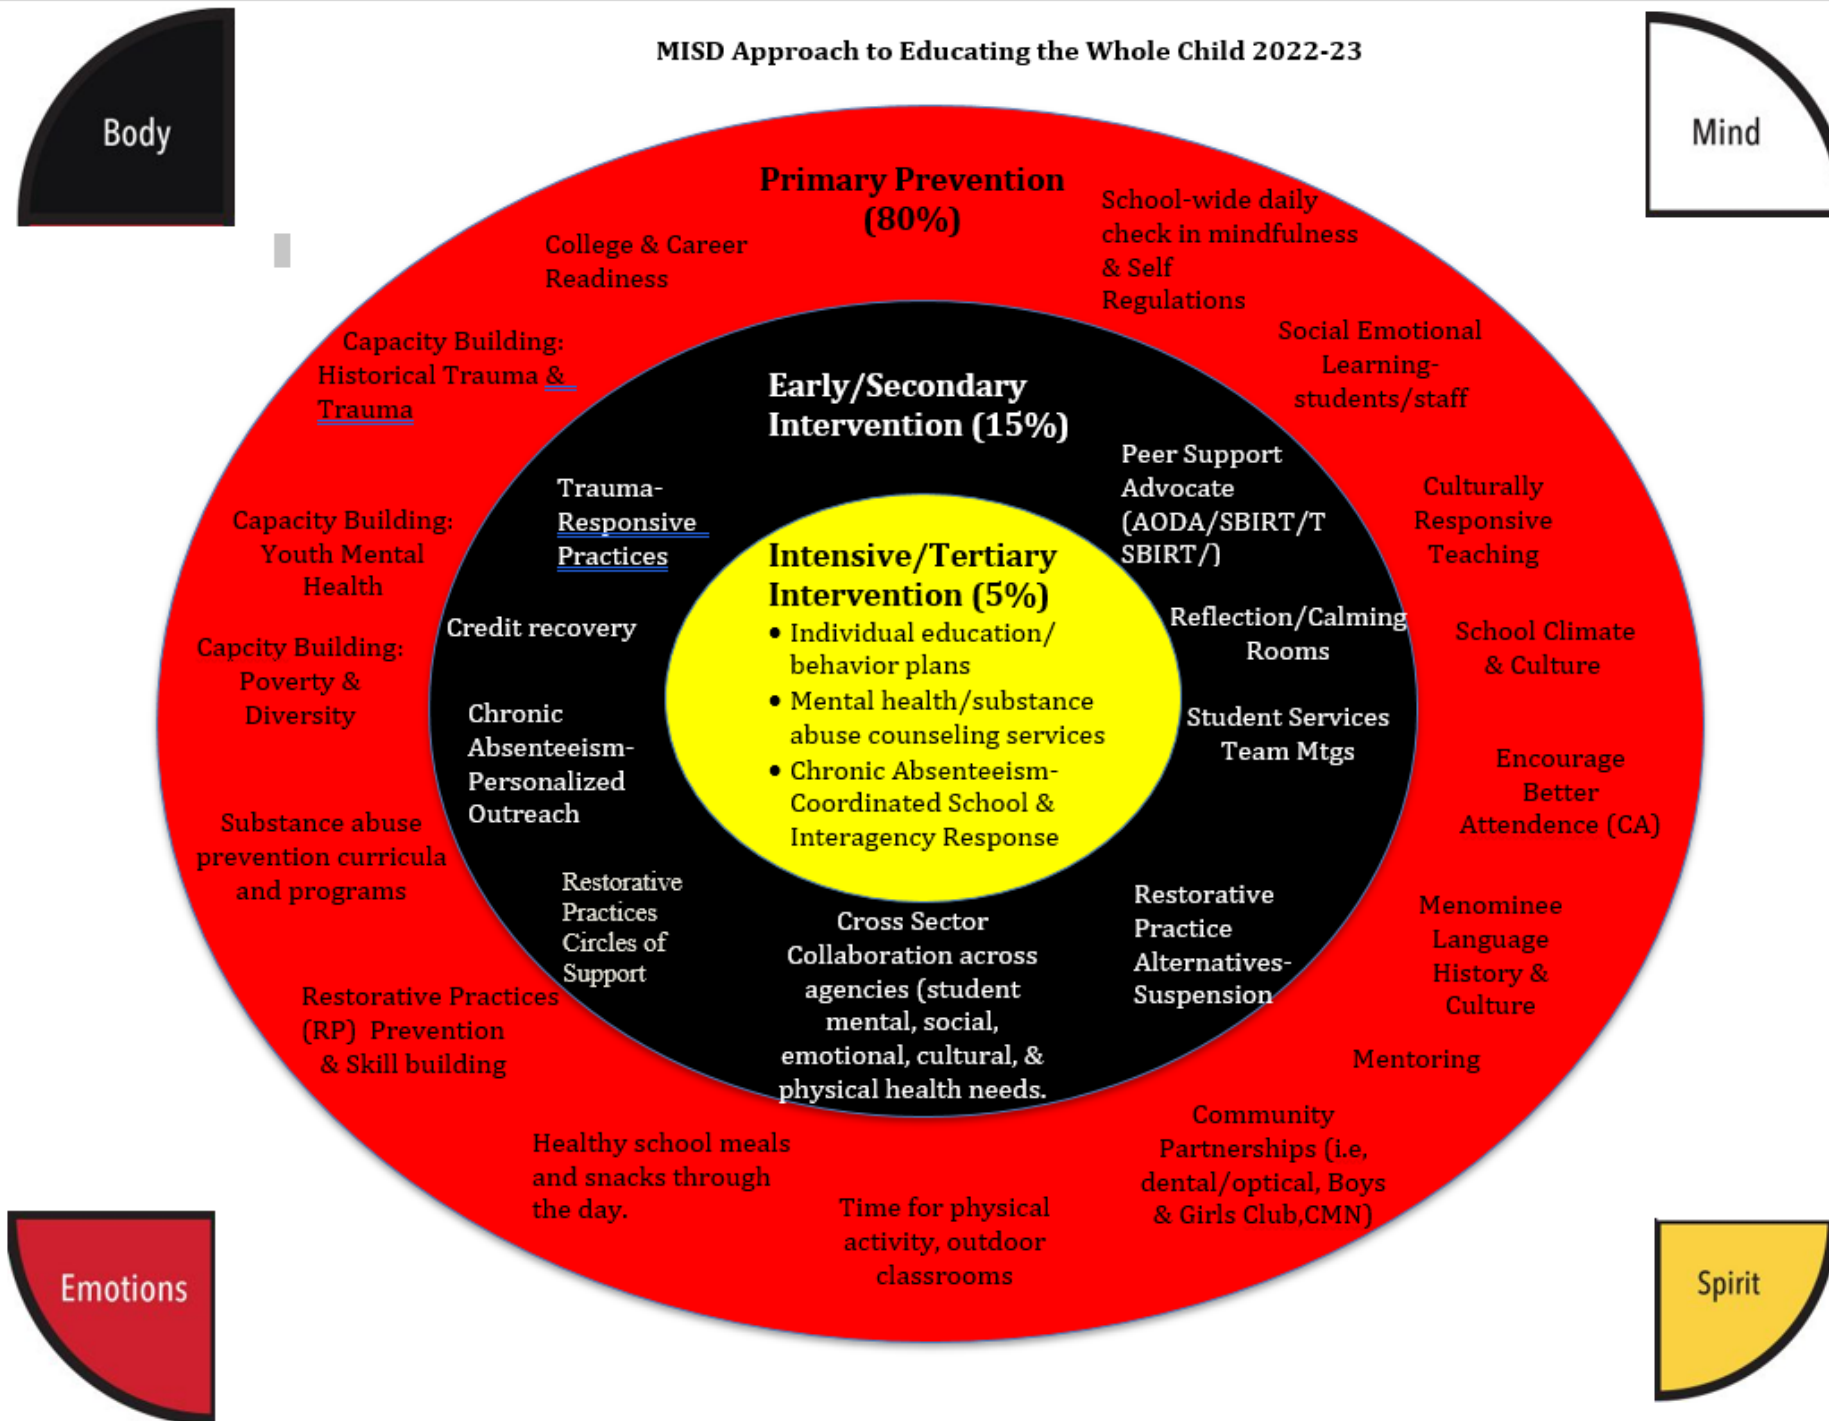 MISD Approach to Educating the Whole Child 2022-23
Body
Mind
Primary Prevention
(80%)
College & Career
Readiness
School-wide daily
check in mindfulness
& Self
Regulations
Capacity Building:
Historical Trauma &
Trauma
Social Emotional
Learning-
students/staff
Early/Secondary
Intervention (15%)
Trauma-
Responsive
Practices
Peer Support
Advocate
(AODA/SBIRT/T
SBIRT/)
Capacity Building:
Youth Mental
Health
Culturally
Responsive
Teaching
Intensive/Tertiary
Intervention (5%)
• Individual education/
behavior plans
• Mental health/substance
abuse counseling services
• Chronic Absenteeism-
Coordinated School &
Interagency Response
Credit recovery
Reflection/Calming
Rooms
Capcity Building:
Poverty &
Diversity
School Climate
& Culture
Chronic
Absenteeism-
Personalized
Outreach
Student Services
Team Mtgs
Encourage
Better
Attendence (CA)
Substance abuse
prevention curricula
and programs
Restorative
Practices
Circles of
Support
Cross Sector
Collaboration across
agencies (student
mental, social,
emotional, cultural, &
physical health needs.
Restorative
Practice
Alternatives-
Suspension
Menominee
Language
History &
Culture
Restorative Practices
(RP) Prevention
& Skill building
Mentoring
Healthy school meals
and snacks through
the day.
Time for physical
activity, outdoor
classrooms
Community
Partnerships (i.e,
dental/optical, Boys
& Girls Club,CMN)
Emotions
Spirit